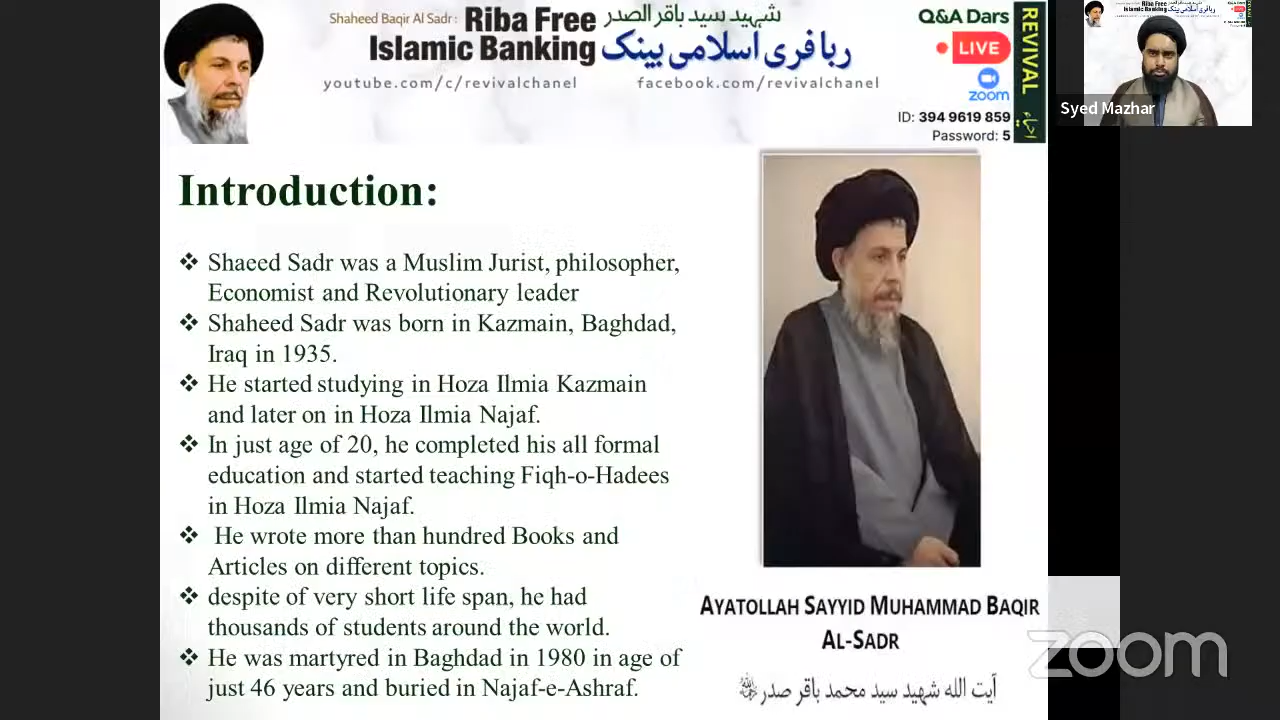 Shaheed Baqir Al Sadr: Riba Free شہید سید باقر الصدر
Islamic Banking ربا فری اسلامی بینک
youtube.com/c/revivalchanel facebook.com/revivalchanel
Q&A Dars
LIVE
zoom
ID: 394 9619 859
Password: 5
REVIVAL احیاء
Syed Mazhar
Introduction:
❖ Shaeed Sadr was a Muslim Jurist, philosopher,
Economist and Revolutionary leader
❖ Shaheed Sadr was born in Kazmain, Baghdad,
Iraq in 1935.
❖ He started studying in Hoza Ilmia Kazmain
and later on in Hoza Ilmia Najaf.
❖ In just age of 20, he completed his all formal
education and started teaching Fiqh-o-Hadees
in Hoza Ilmia Najaf.
❖ He wrote more than hundred Books and
Articles on different topics.
❖ despite of very short life span, he had
thousands of students around the world.
❖ He was martyred in Baghdad in 1980 in age of
just 46 years and buried in Najaf-e-Ashraf.
AYATOLLAH SAYYID MUHAMMAD BAQIR
AL-SADR
آیت اللہ شہید سید محمد باقر صدر
zoom